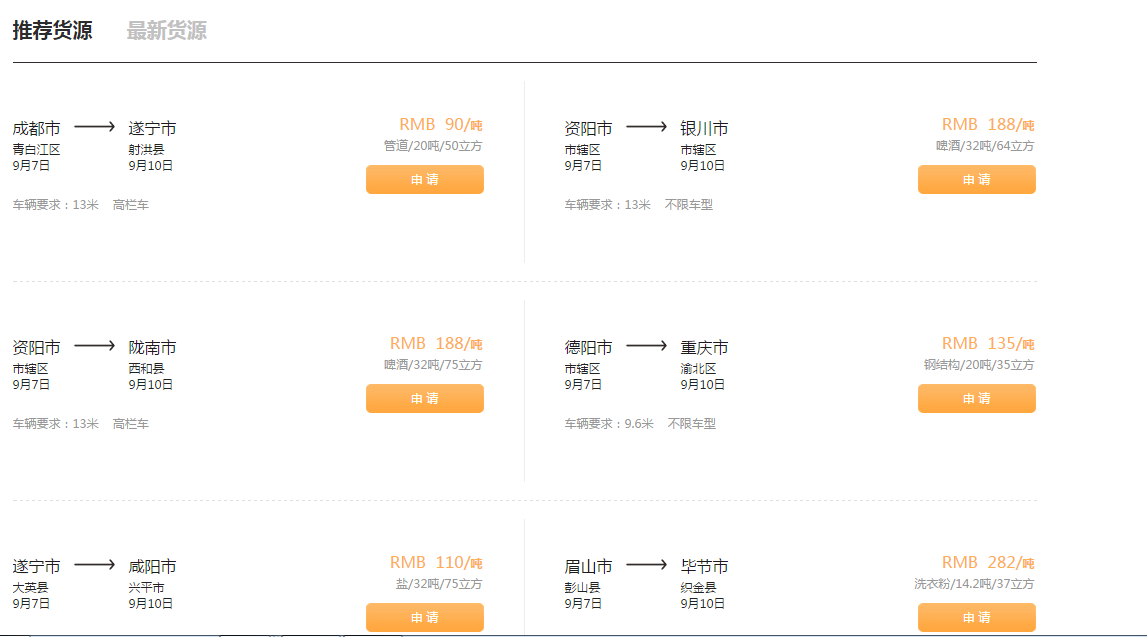 推荐货源 最新货源
成都市 遂宁市 RMB 90/吨
青白江区 射洪县 管道/20吨/50立方
9月7日 9月10日
申 请
车辆要求：13米 高栏车
资阳市 银川市 RMB 188/吨
市辖区 市辖区 啤酒/32吨/64立方
9月7日 9月10日
申 请
车辆要求：13米 不限车型
资阳市 陇南市 RMB 188/吨
市辖区 西和县 啤酒/32吨/75立方
9月7日 9月10日
申 请
车辆要求：13米 高栏车
德阳市 重庆市 RMB 135/吨
市辖区 渝北区 钢结构/20吨/35立方
9月7日 9月10日
申 请
车辆要求：9.6米 不限车型
遂宁市 咸阳市 RMB 110/吨
大英县 兴平市 盐/32吨/75立方
9月7日 9月10日
申 请
眉山市 毕节市 RMB 282/吨
彭山县 织金县 洗衣粉/14.2吨/37立方
9月7日 9月10日
申 请